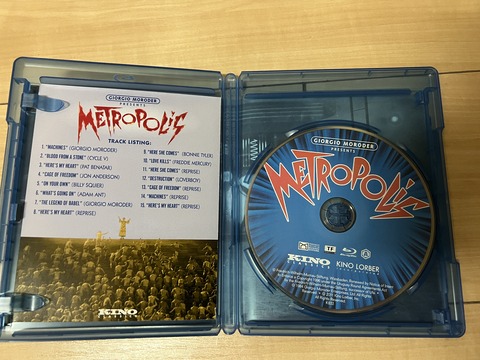 GIORGIO MORODER
PRESENTS
METROPOLIS
TRACK LISTING:
1. "MACHINES" (GIORGIO MORODER)
2. "BLOOD FROM A STONE" (CYCLE V)
3. "HERE'S MY HEART" (PAT BENATAR)
4. "CAGE OF FREEDOM" (JON ANDERSON)
5. "ON YOUR OWN" (BILLY SQUIER)
6. "WHAT'S GOING ON" (ADAM ANT)
7. "THE LEGEND OF BABEL" (GIORGIO MORODER)
8. "HERE'S MY HEART" (REPRISE)
9. "HERE SHE COMES" (BONNIE TYLER)
10. "LOVE KILLS" (FREDDIE MERCURY)
11. "HERE SHE COMES" (REPRISE)
12. "DESTRUCTION" (LOVERBOY)
13. "CAGE OF FREEDOM" (REPRISE)
14. "MACHINES" (REPRISE)
15. "HERE'S MY HEART" (REPRISE)
KINO
CLASSICS
GIORGIO MORODER
PRESENTS
METROPOLIS
TF
KINO
CLASSICS
KINO LORBER